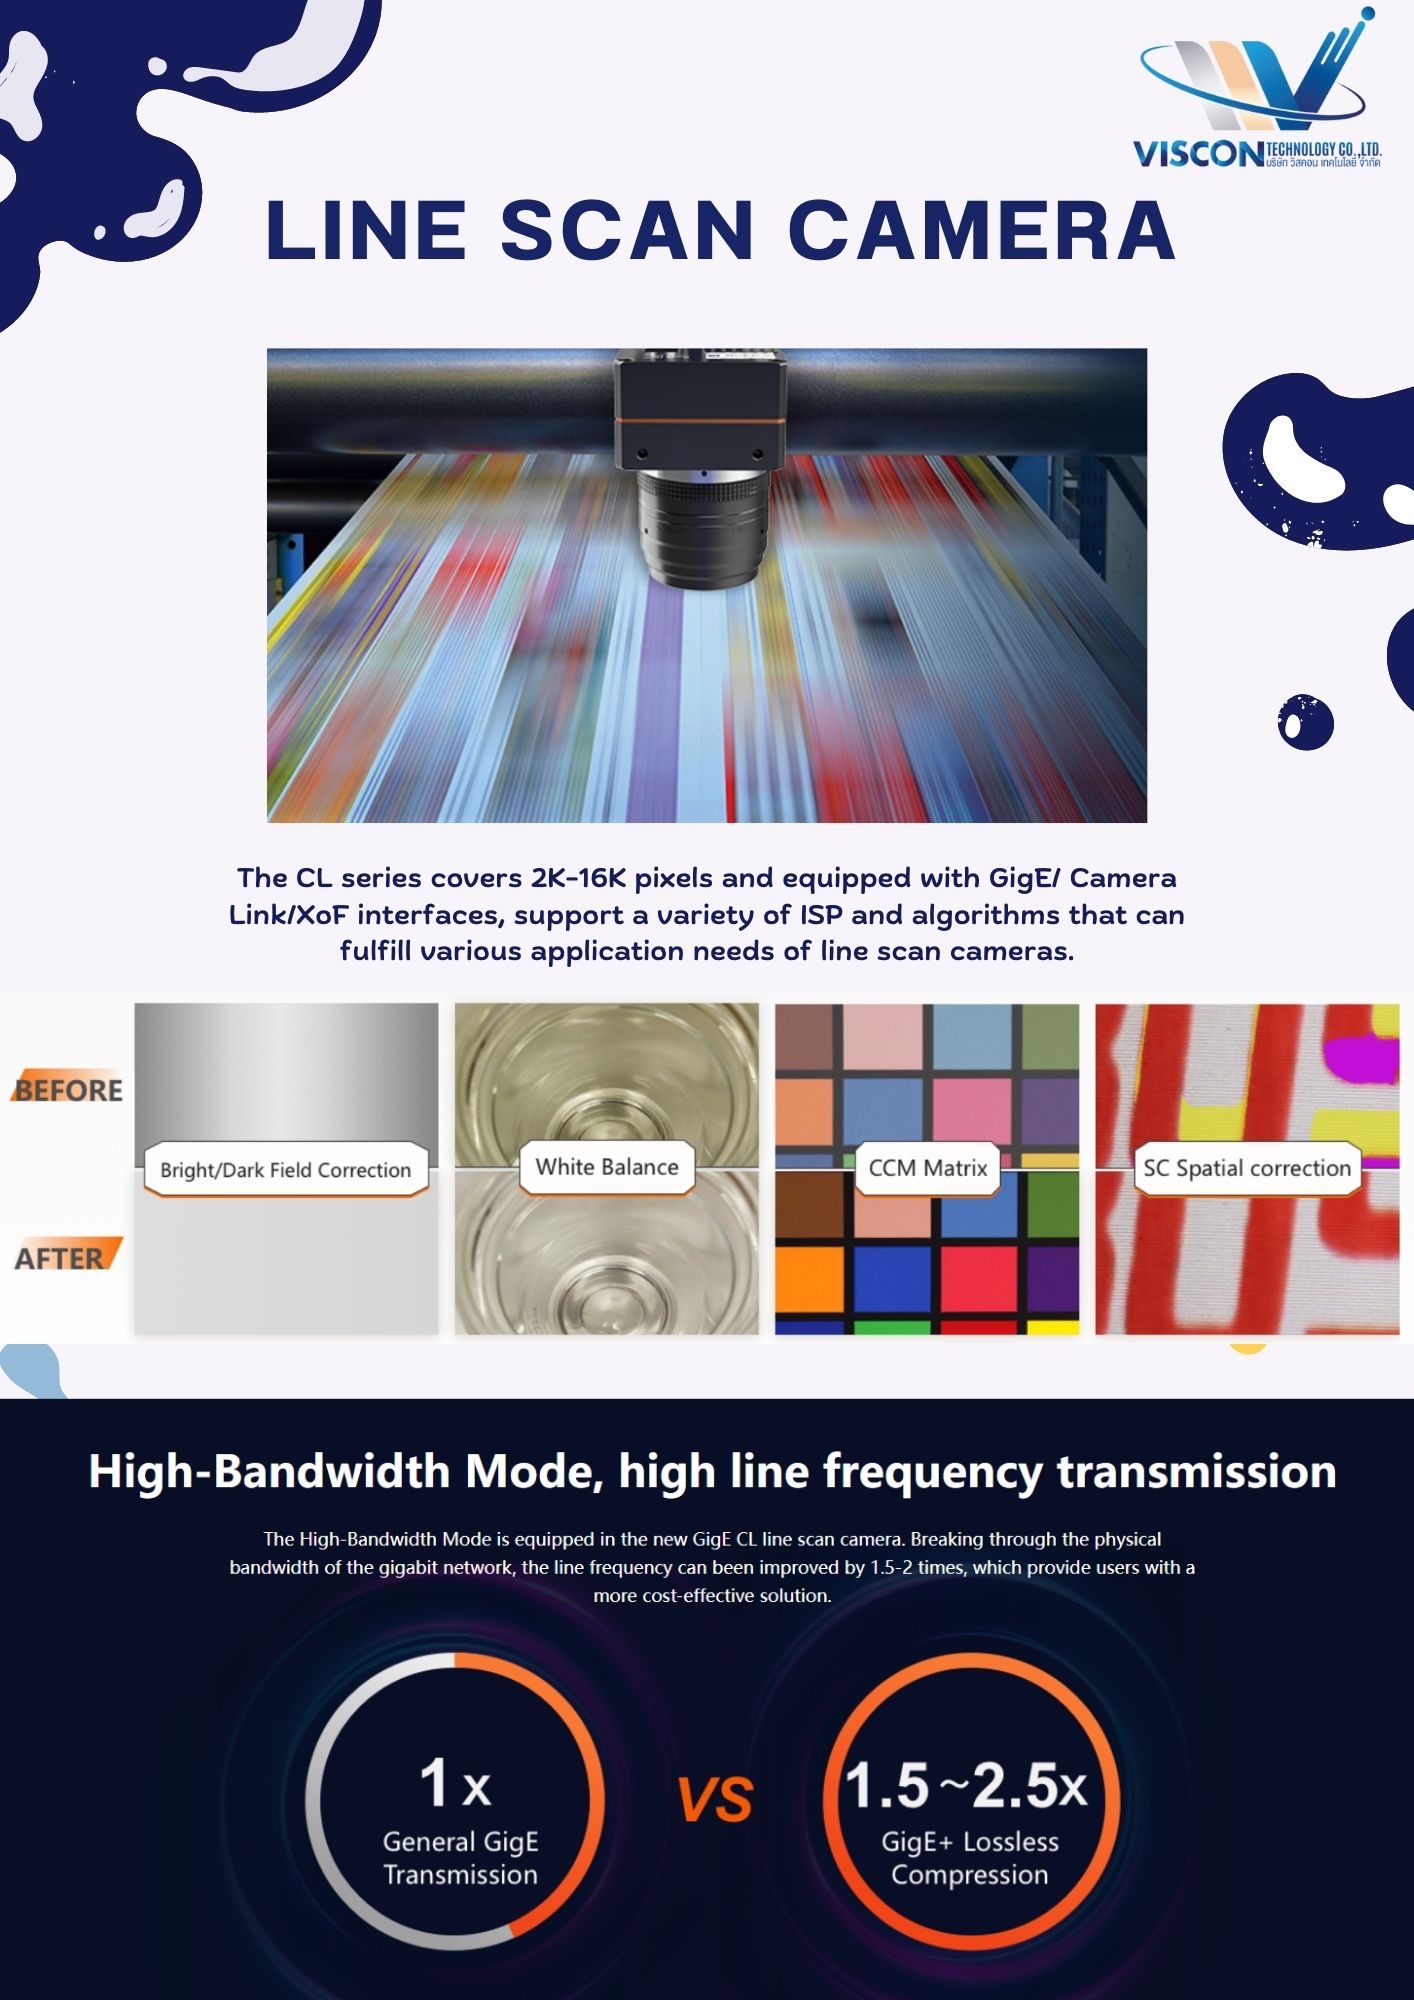 VISCON TECHNOLOGY CO.,LTD.
บริษัท วิสคอน เทคโนโลยี จำกัด
LINE SCAN CAMERA
The CL series covers 2K-16K pixels and equipped with GigE/ Camera
Link/XoF interfaces, support a variety of ISP and algorithms that can
fulfill various application needs of line scan cameras.
BEFORE
Bright/Dark Field Correction
White Balance
CCM Matrix
SC Spatial correction
AFTER
High-Bandwidth Mode, high line frequency transmission
The High-Bandwidth Mode is equipped in the new GigE CL line scan camera. Breaking through the physical
bandwidth of the gigabit network, the line frequency can been improved by 1.5-2 times, which provide users with a
more cost-effective solution.
1 x
General GigE
Transmission
VS
1.5~2.5x
GigE+ Lossless
Compression